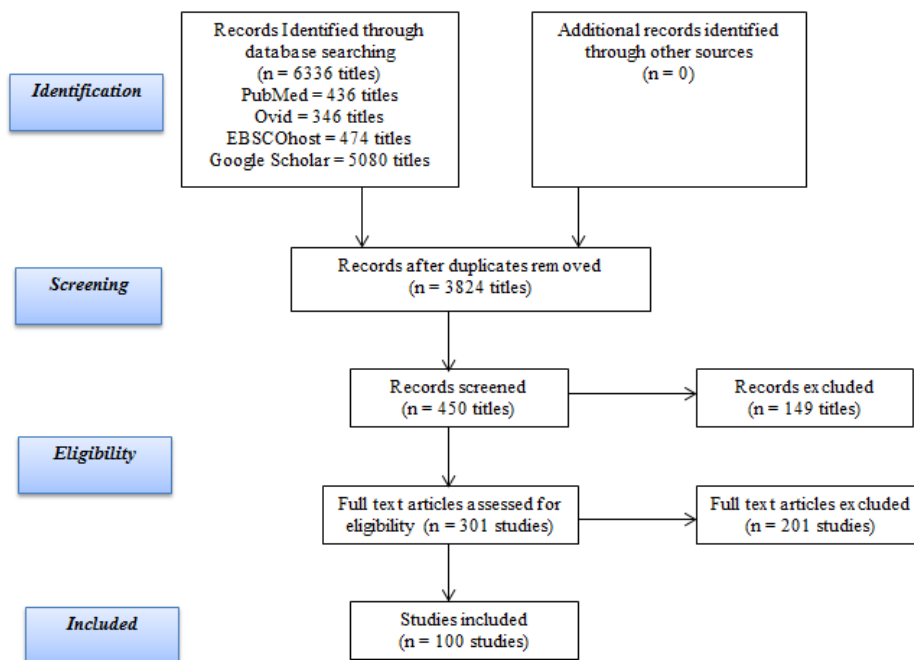 Records Identified through
database searching
(n = 6336 titles)
PubMed = 436 titles
Ovid = 346 titles
EBSCOhost = 474 titles
Google Scholar = 5080 titles
Additional records identified
through other sources
(n = 0)
Identification
Records after duplicates removed
(n = 3824 titles)
Screening
Records screened
(n = 450 titles)
Records excluded
(n = 149 titles)
Eligibility
Full text articles assessed for
eligibility (n = 301 studies)
Full text articles excluded
(n = 201 studies)
Studies included
(n = 100 studies)
Included